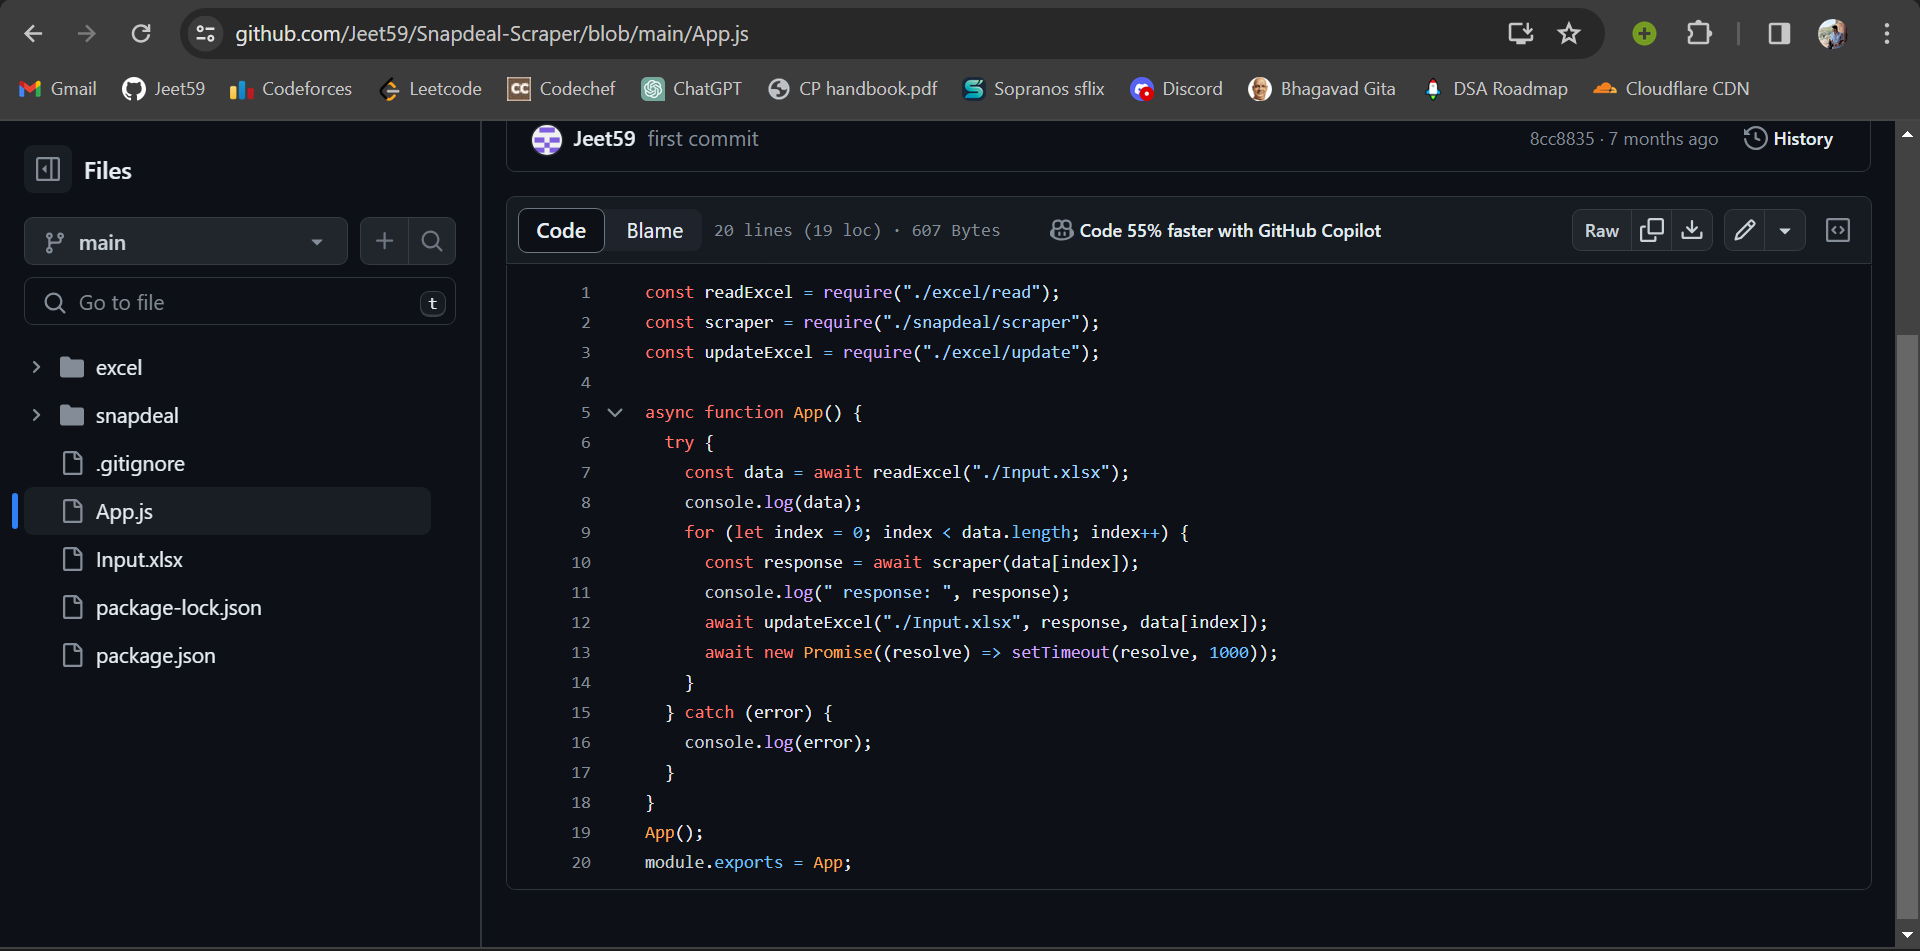 github.com/Jeet59/Snapdeal-Scraper/blob/main/App.js
Gmail Jeet59 Codeforces Leetcode CC Codechef ChatGPT CP handbook.pdf Sopranos sflix Discord Bhagavad Gita DSA Roadmap Cloudflare CDN
Files
main
Go to file t
excel
snapdeal
.gitignore
App.js
Input.xlsx
package-lock.json
package.json
Jeet59 first commit 8cc8835 · 7 months ago History
Code Blame 20 lines (19 loc) · 607 Bytes Code 55% faster with GitHub Copilot Raw
1 const readExcel = require("./excel/read");
2 const scraper = require("./snapdeal/scraper");
3 const updateExcel = require("./excel/update");
4
5 async function App() {
6 try {
7 const data = await readExcel("./Input.xlsx");
8 console.log(data);
9 for (let index = 0; index < data.length; index++) {
10 const response = await scraper(data[index]);
11 console.log(" response: ", response);
12 await updateExcel("./Input.xlsx", response, data[index]);
13 await new Promise((resolve) => setTimeout(resolve, 1000));
14 }
15 } catch (error) {
16 console.log(error);
17 }
18 }
19 App();
20 module.exports = App;